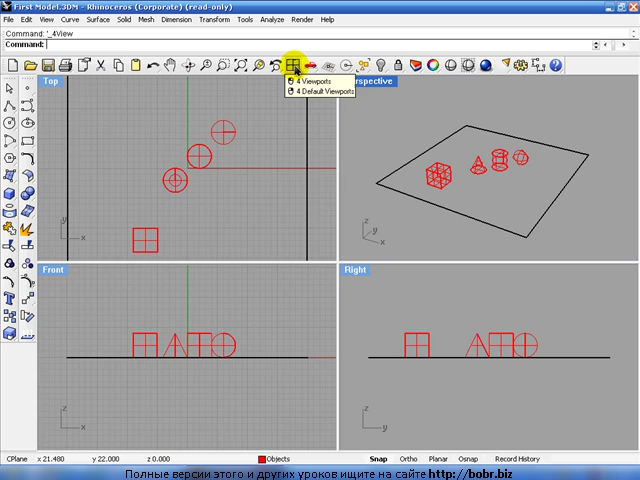 First Model.3DM - Rhinoceros (Corporate) (read-only)
File Edit View Curve Surface Solid Mesh Dimension Transform Tools Analyze Render Help
Command: '_4View
Command:
4 Viewports
4 Default Viewports
Top
rspective
y
x
z
y
x
Front
Right
z
x
z
y
CPlane x 21.480 y 22.000 z 0.000 Objects Snap Ortho Planar Osnap Record History
Полные версии этого и других уроков ищите на сайте http://bobr.biz